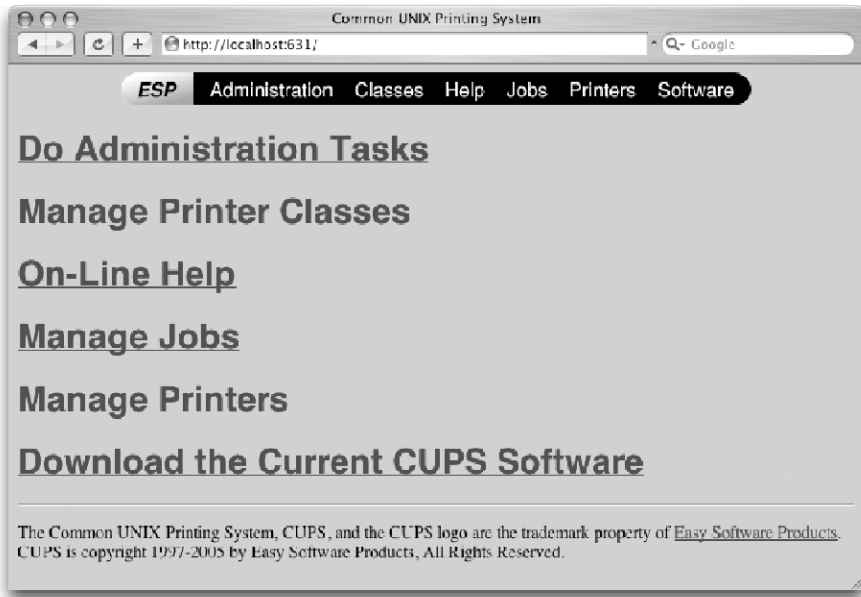 Common UNIX Printing System
http://localhost:631/
Google
ESP Administration Classes Help Jobs Printers Software
Do Administration Tasks
Manage Printer Classes
On-Line Help
Manage Jobs
Manage Printers
Download the Current CUPS Software
The Common UNIX Printing System, CUPS, and the CUPS logo are the trademark property of Easy Software Products.
CUPS is copyright 1997-2005 by Easy Software Products, All Rights Reserved.